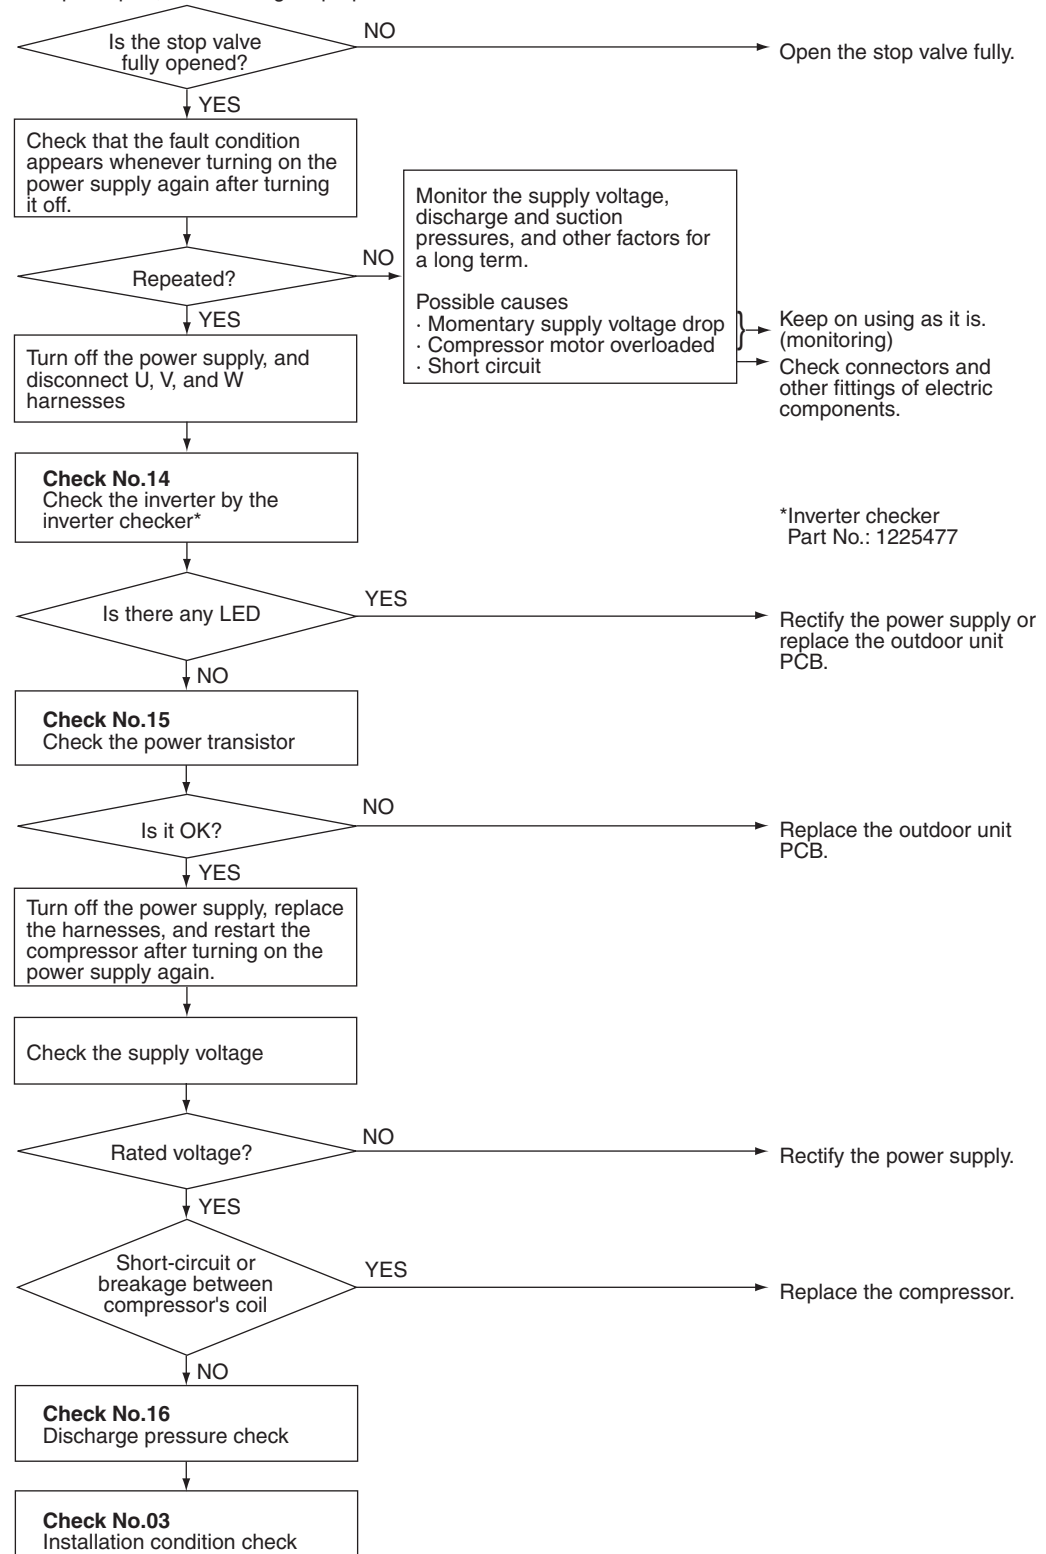 Is the stop valve
fully opened?
NO
Open the stop valve fully.
YES
Check that the fault condition
appears whenever turning on the
power supply again after turning
it off.
Repeated?
NO
Monitor the supply voltage,
discharge and suction
pressures, and other factors for
a long term.
Possible causes
· Momentary supply voltage drop
· Compressor motor overloaded
· Short circuit
Keep on using as it is.
(monitoring)
Check connectors and
other fittings of electric
components.
YES
Turn off the power supply, and
disconnect U, V, and W
harnesses
Check No.14
Check the inverter by the
inverter checker*
*Inverter checker
Part No.: 1225477
Is there any LED
YES
Rectify the power supply or
replace the outdoor unit
PCB.
NO
Check No.15
Check the power transistor
Is it OK?
NO
Replace the outdoor unit
PCB.
YES
Turn off the power supply, replace
the harnesses, and restart the
compressor after turning on the
power supply again.
Check the supply voltage
Rated voltage?
NO
Rectify the power supply.
YES
Short-circuit or
breakage between
compressor's coil
YES
Replace the compressor.
NO
Check No.16
Discharge pressure check
Check No.03
Installation condition check